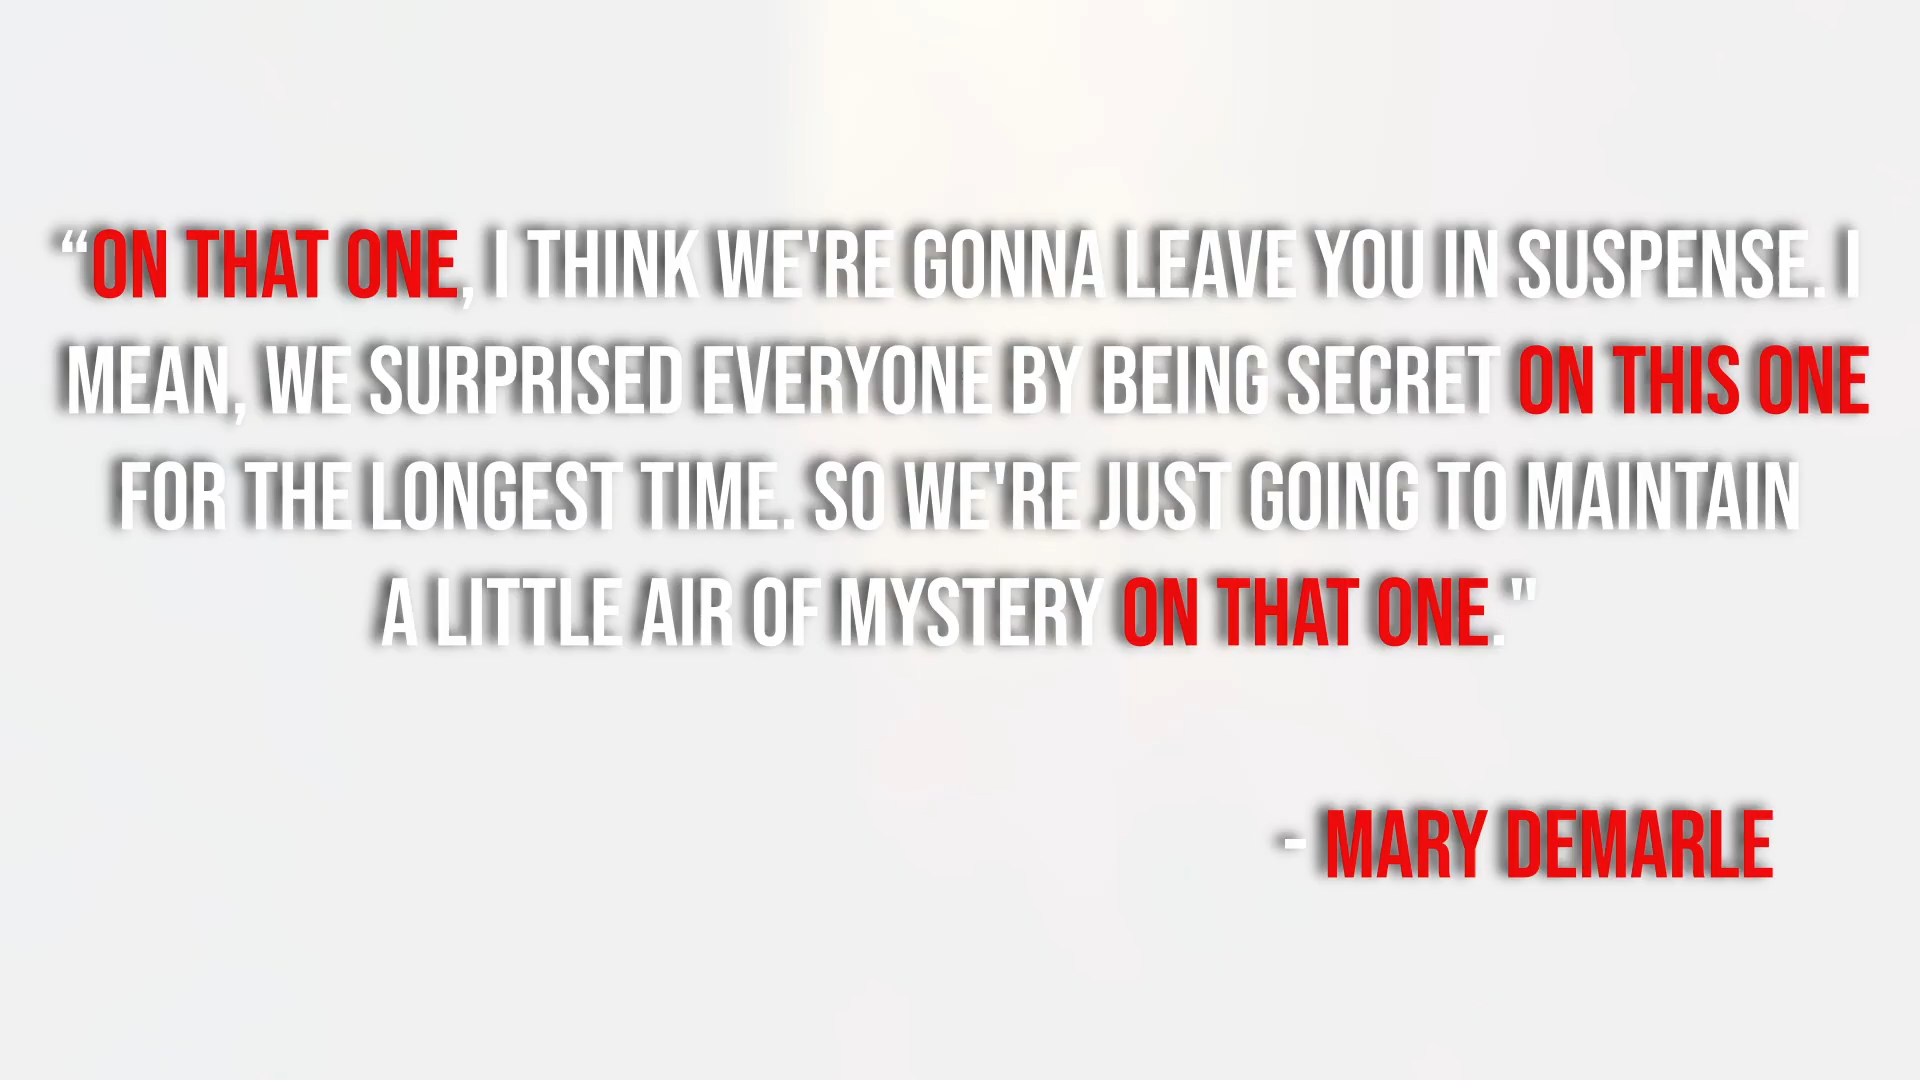 “ON THAT ONE, I THINK WE'RE GONNA LEAVE YOU IN SUSPENSE. I
MEAN, WE SURPRISED EVERYONE BY BEING SECRET ON THIS ONE
FOR THE LONGEST TIME. SO WE'RE JUST GOING TO MAINTAIN
A LITTLE AIR OF MYSTERY ON THAT ONE."
- MARY DEMARLE